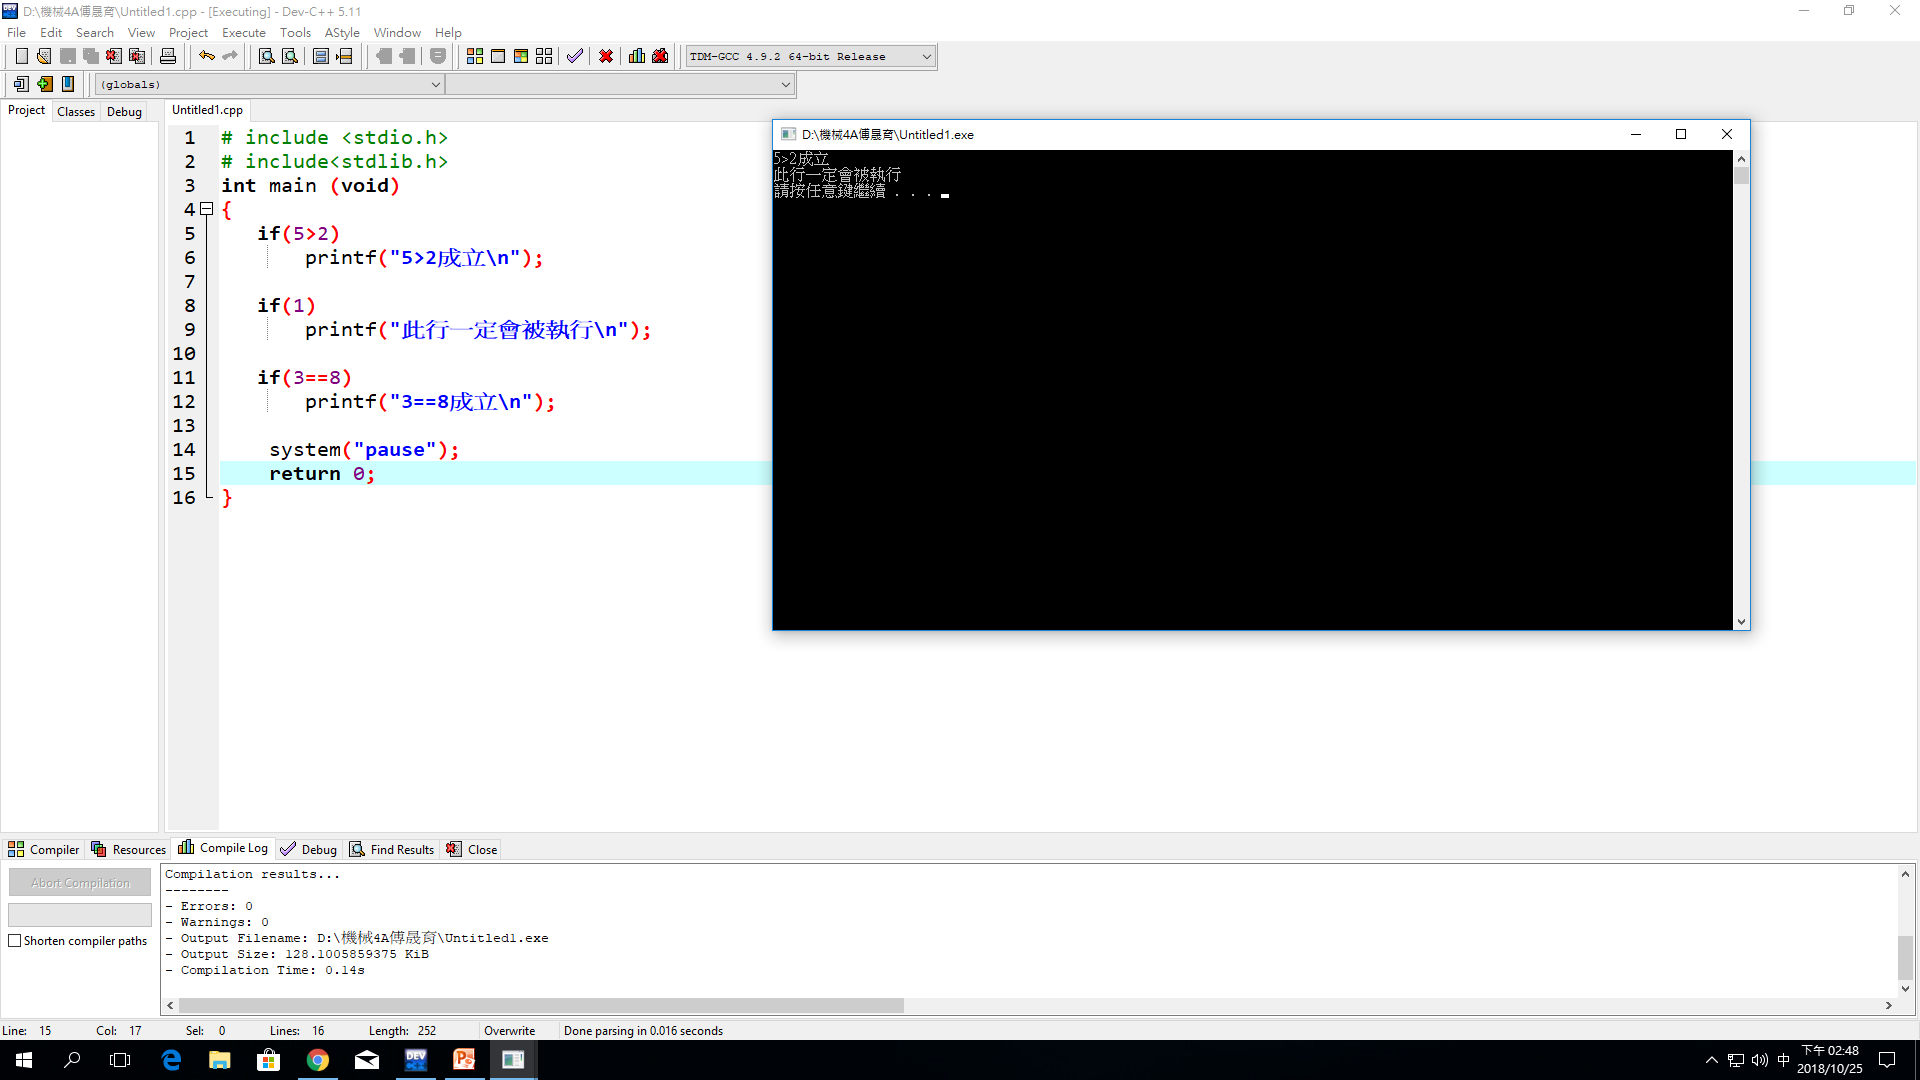 D:\機械4A傅晟育\Untitled1.cpp - [Executing] - Dev-C++ 5.11
File Edit Search View Project Execute Tools AStyle Window Help
TDM-GCC 4.9.2 64-bit Release
(globals)
Project Classes Debug
Untitled1.cpp
1 # include <stdio.h>
2 # include<stdlib.h>
3 int main (void)
4 {
5 if(5>2)
6 printf("5>2成立\n");
7
8 if(1)
9 printf("此行一定會被執行\n");
10
11 if(3==8)
12 printf("3==8成立\n");
13
14 system("pause");
15 return 0;
16 }
D:\機械4A傅晟育\Untitled1.exe
5>2成立
此行一定會被執行
請按任意鍵繼續 . . .
Compiler Resources Compile Log Debug Find Results Close
Abort Compilation
Shorten compiler paths
Compilation results...
--------
- Errors: 0
- Warnings: 0
- Output Filename: D:\機械4A傅晟育\Untitled1.exe
- Output Size: 128.1005859375 KiB
- Compilation Time: 0.14s
Line: 15 Col: 17 Sel: 0 Lines: 16 Length: 252 Overwrite Done parsing in 0.016 seconds
DEV
中
下午 02:48
2018/10/25